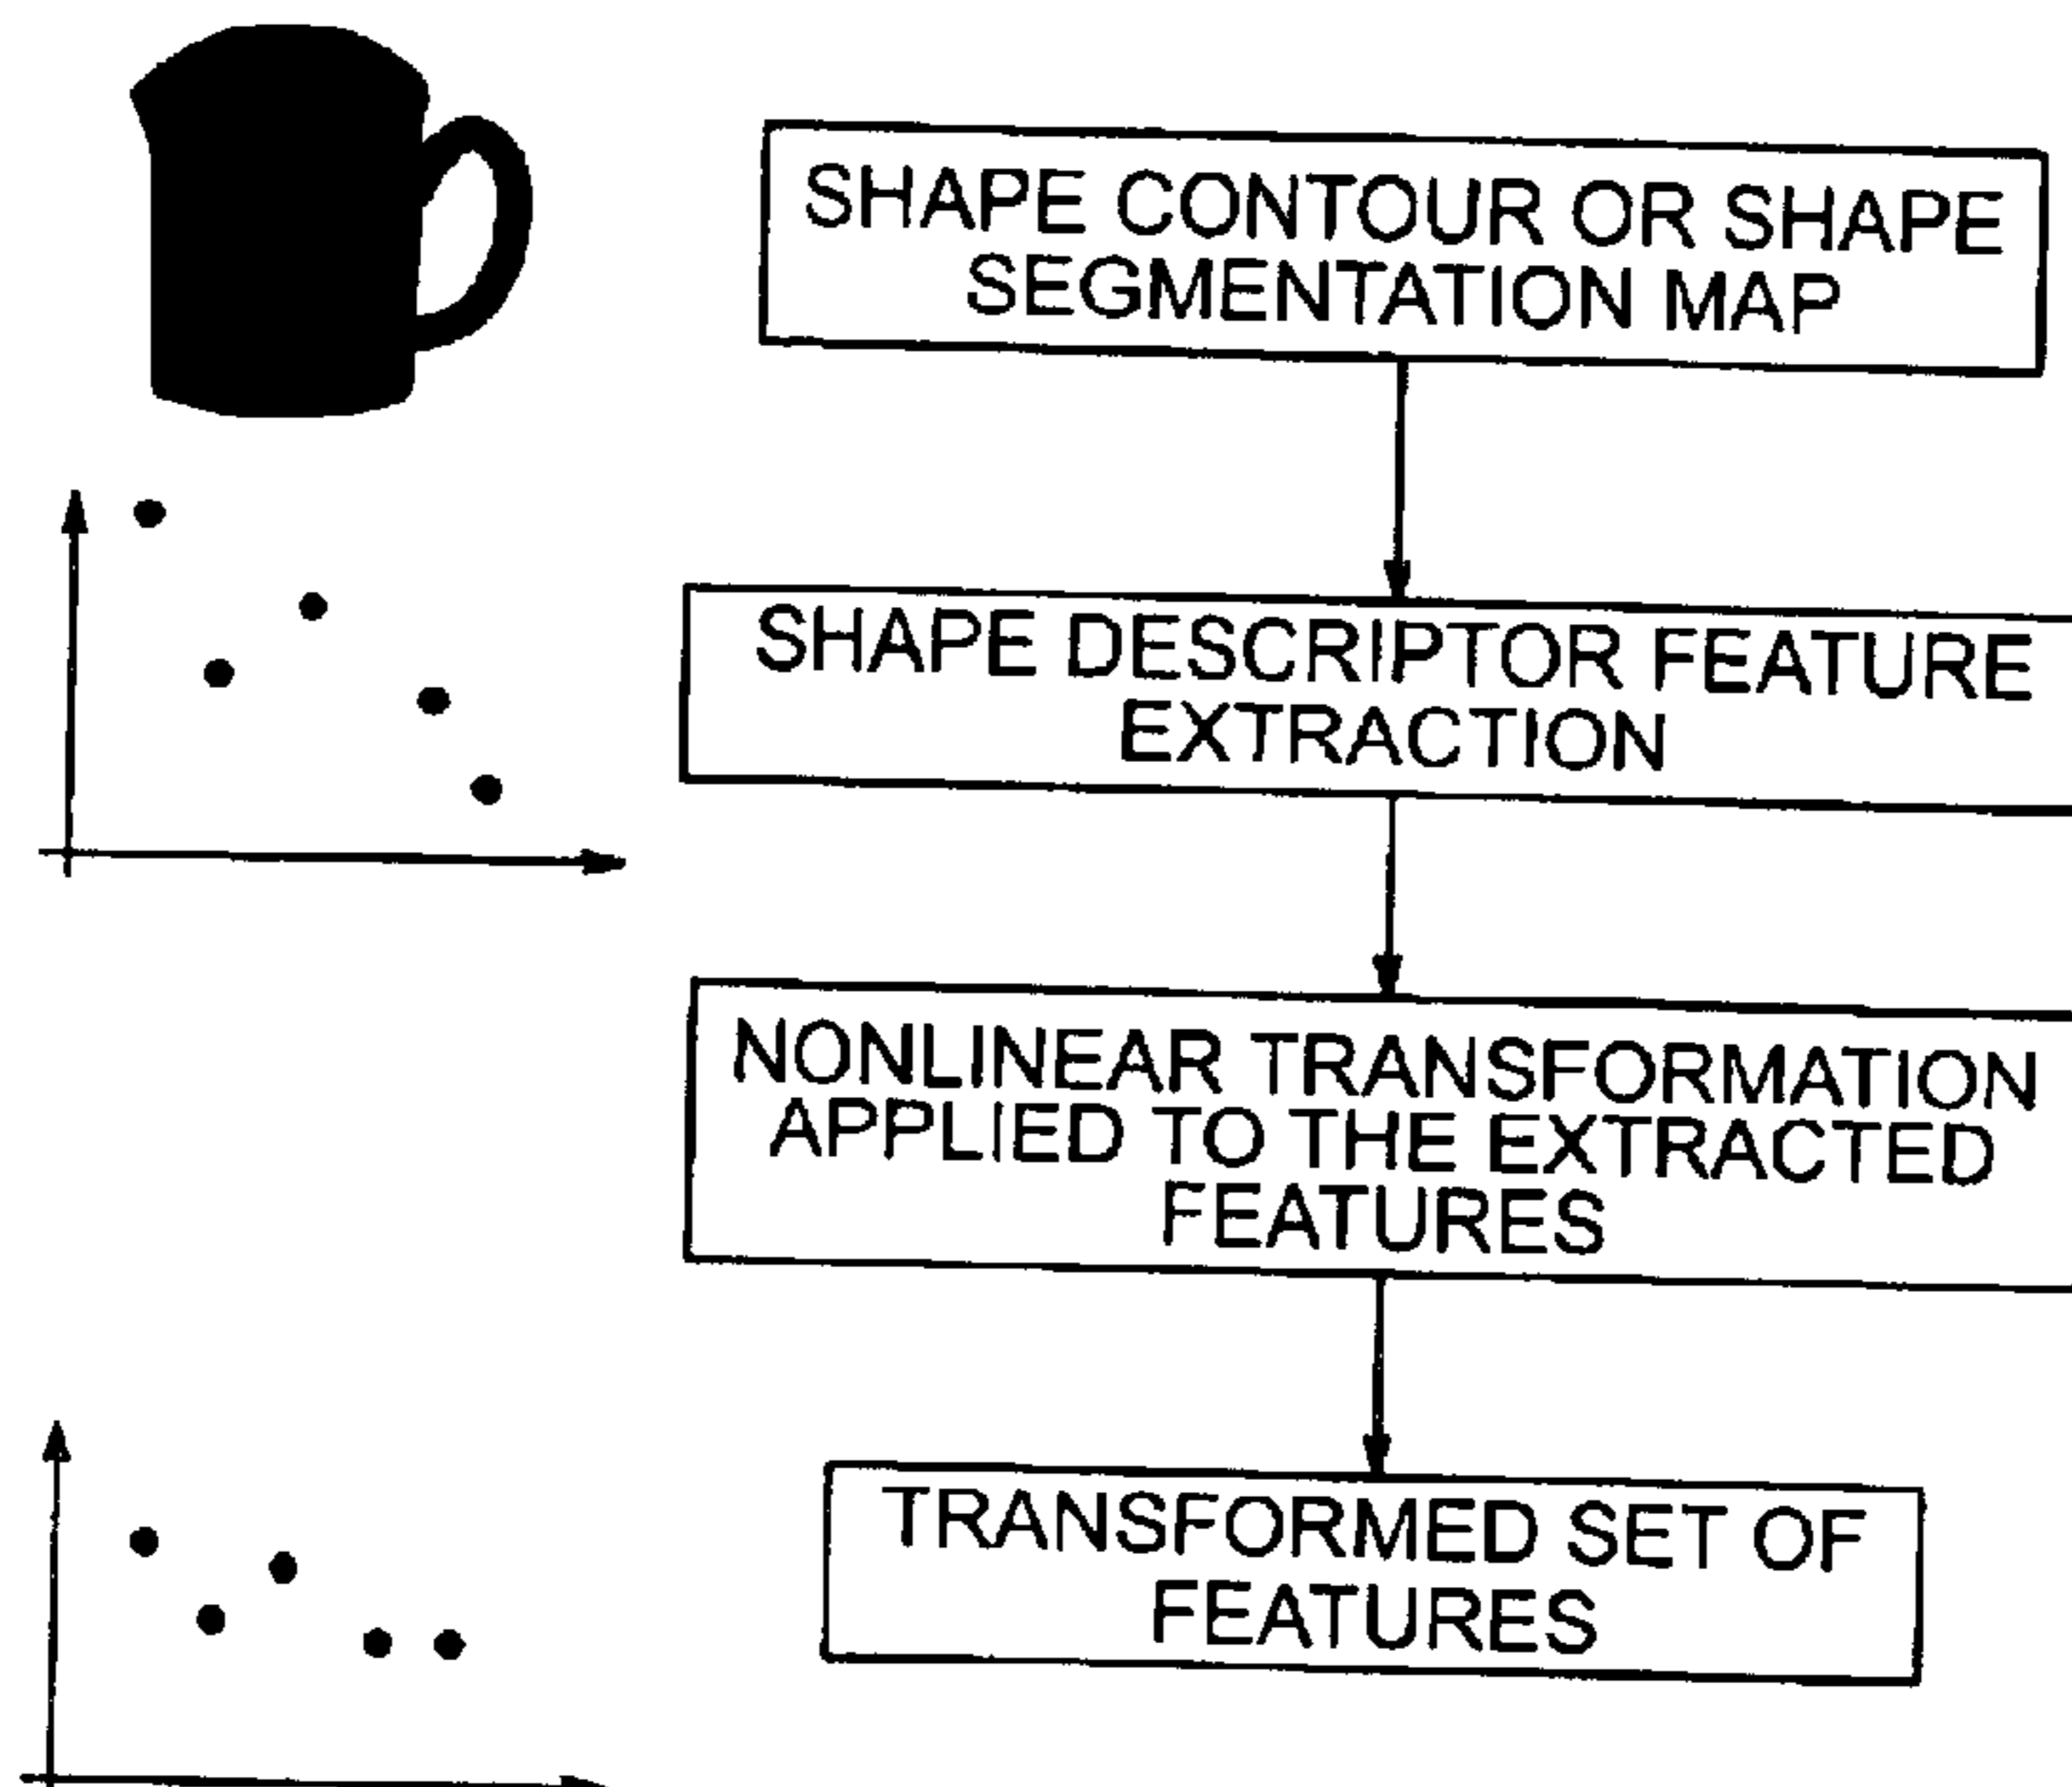 SHAPE CONTOUR OR SHAPE
SEGMENTATION MAP
SHAPE DESCRIPTOR FEATURE
EXTRACTION
NONLINEAR TRANSFORMATION
APPLIED TO THE EXTRACTED
FEATURES
TRANSFORMED SET OF
FEATURES